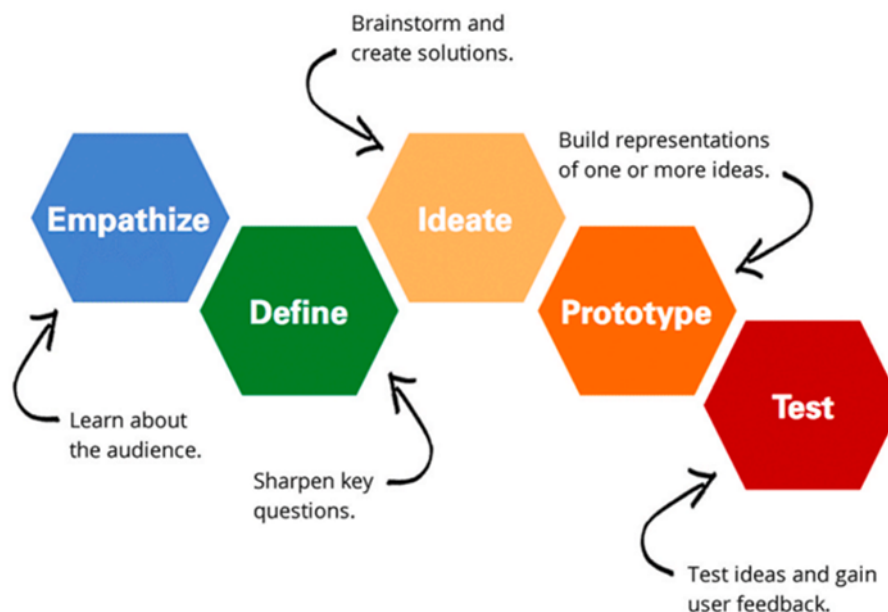 Brainstorm and
create solutions.
Build representations
of one or more ideas.
Empathize
Ideate
Define
Prototype
Test
Learn about
the audience.
Sharpen key
questions.
Test ideas and gain
user feedback.